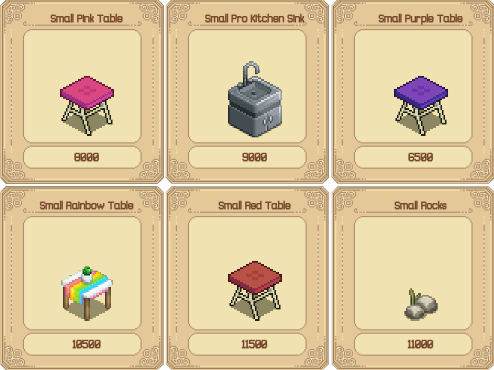 Small Pink Table
8000
Small Pro Kitchen Sink
9000
Small Purple Table
6500
Small Rainbow Table
10500
Small Red Table
11500
Small Rocks
11000